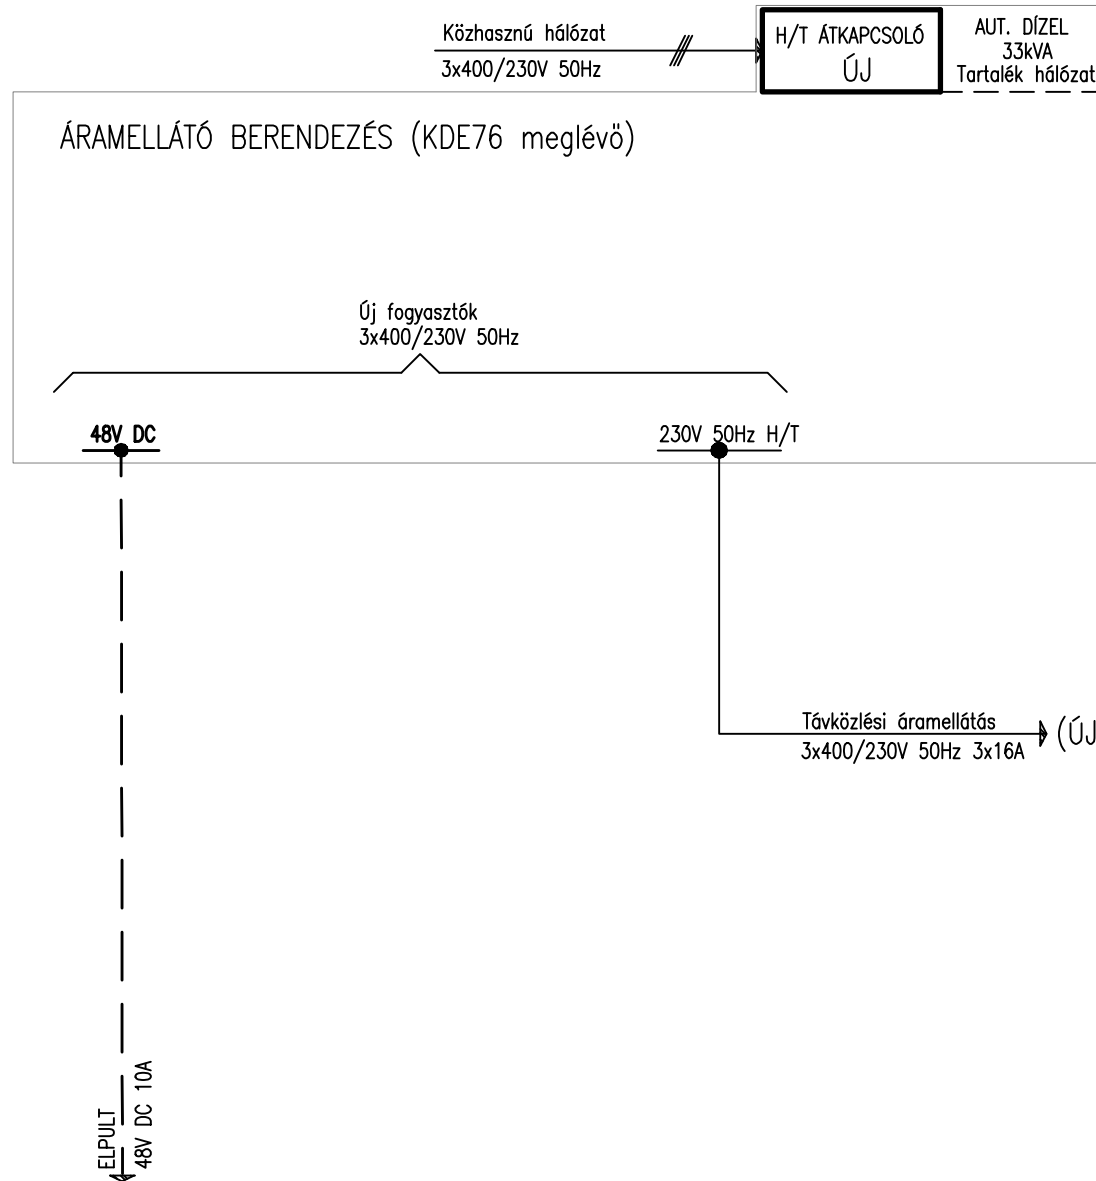 Közhasznú hálózat
3x400/230V 50Hz
H/T ÁTKAPCSOLÓ
ÚJ
AUT. DÍZEL
33kVA
Tartalék hálózat
ÁRAMELLÁTÓ BERENDEZÉS (KDE76 meglévö)
Új fogyasztók
3x400/230V 50Hz
48V DC
230V 50Hz H/T
Távközlési áramellátás
3x400/230V 50Hz 3x16A
(ÚJ
ELPULT
48V DC 10A